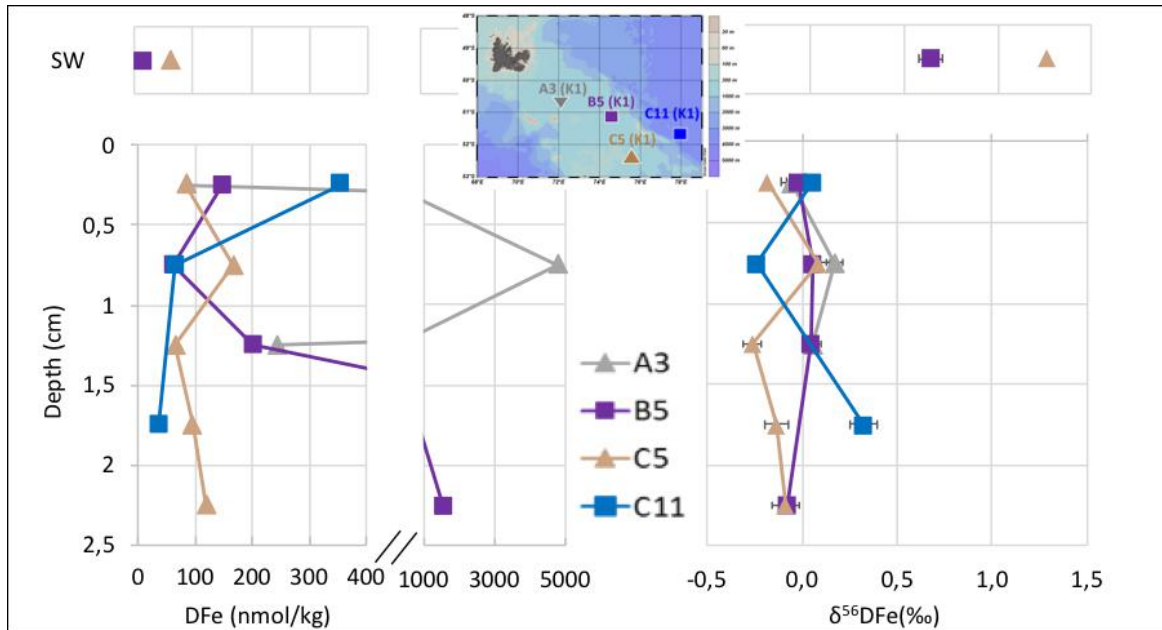 SW
A3 (K1)
B5 (K1)
C11 (K1)
C5 (K1)
0
0,5
1
1,5
2
2,5
Depth (cm)
A3
B5
C5
C11
0 100 200 300 400 1000 3000 5000
DFe (nmol/kg)
-0,5 0,0 0,5 1,0 1,5
δ⁵⁶DFe(‰)